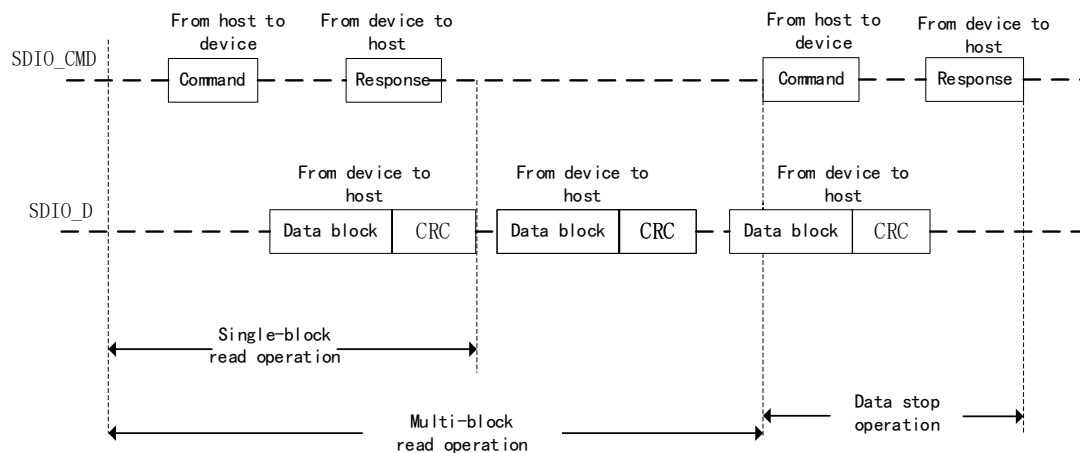 From host to
device
From device to
host
From host to
device
From device to
host
SDIO_CMD
Command
Response
Command
Response
From device to
host
From device to
host
From device to
host
SDIO_D
Data block
CRC
Data block
CRC
Data block
CRC
Single-block
read operation
Data stop
operation
Multi-block
read operation